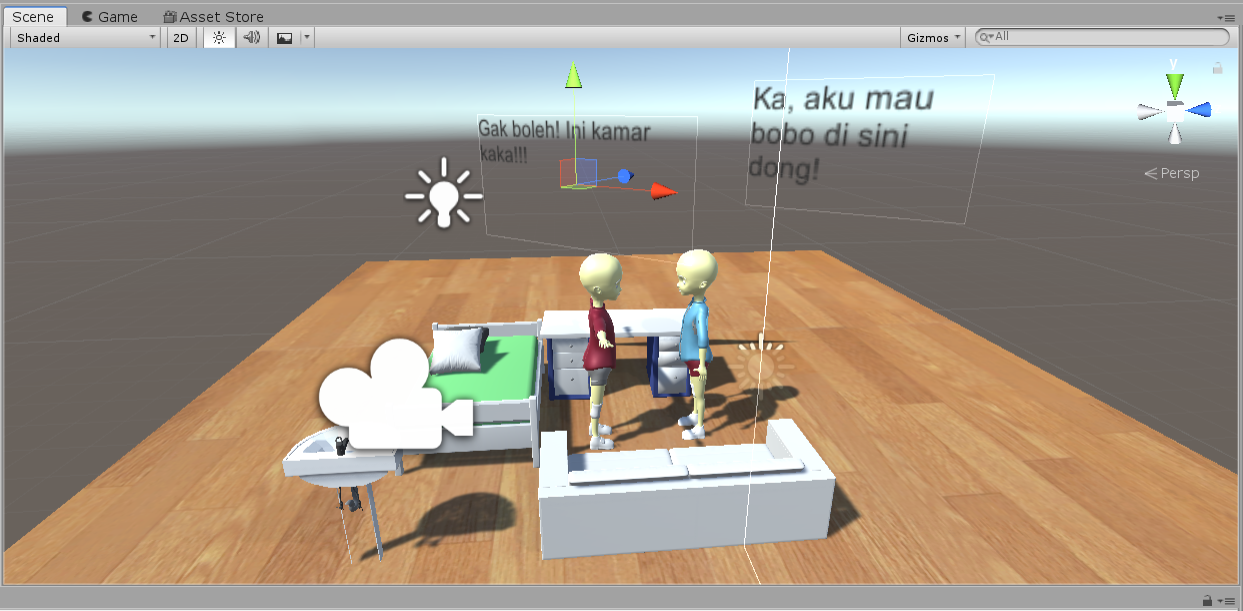 Scene Game Asset Store
Shaded 2D Gizmos All
y
Ka, aku mau
bobo di sini
dong!
Gak boleh! Ini kamar
kaka!!!
Persp